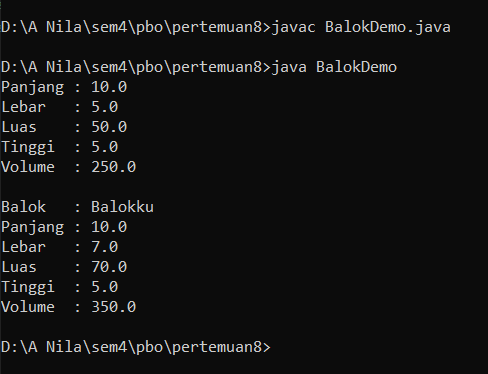 D:\A Nila\sem4\pbo\pertemuan8>javac BalokDemo.java
D:\A Nila\sem4\pbo\pertemuan8>java BalokDemo
Panjang : 10.0
Lebar   : 5.0
Luas    : 50.0
Tinggi  : 5.0
Volume  : 250.0
Balok   : Balokku
Panjang : 10.0
Lebar   : 7.0
Luas    : 70.0
Tinggi  : 5.0
Volume  : 350.0
D:\A Nila\sem4\pbo\pertemuan8>